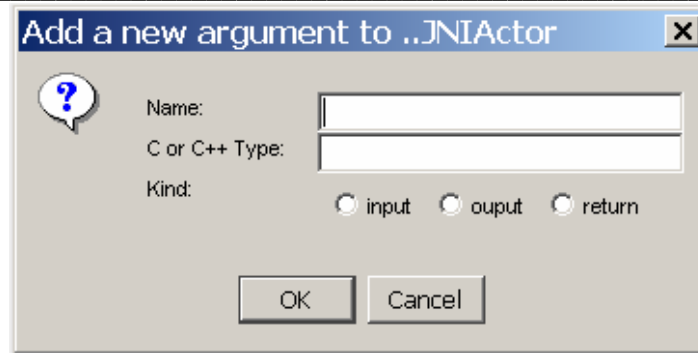 Add a new argument to ..JNIActor
?
Name:
C or C++ Type:
Kind:
input ouput return
OK Cancel